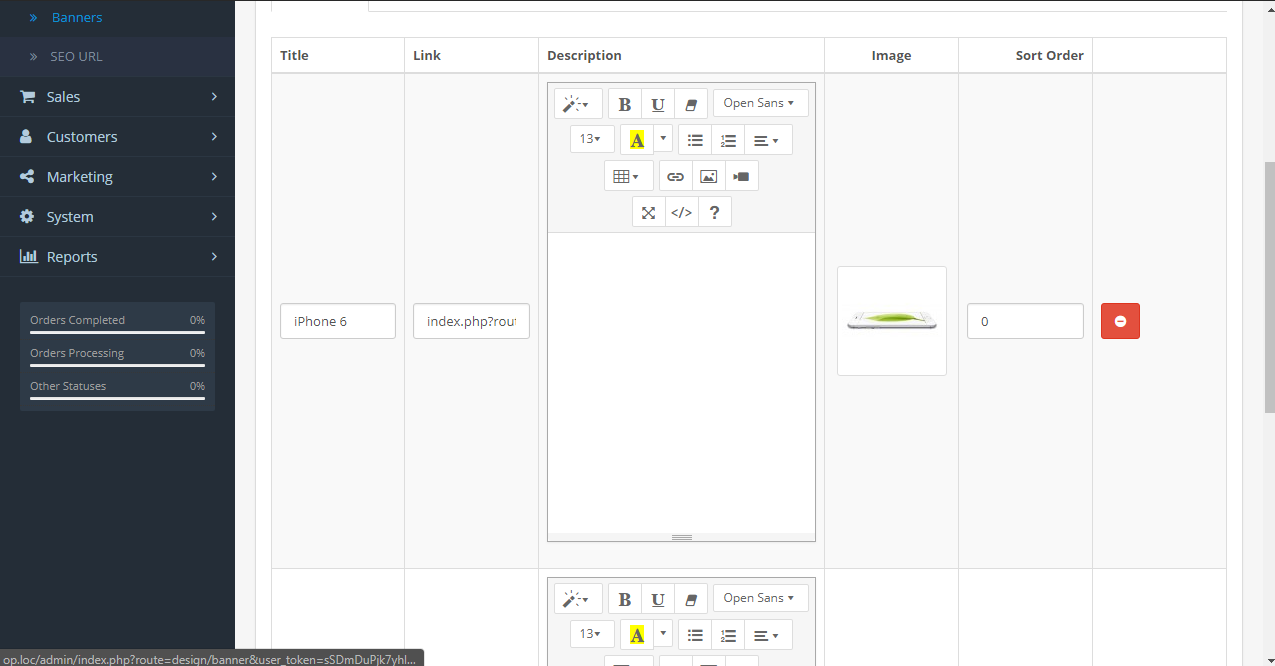 Banners
SEO URL
Sales
Customers
Marketing
System
Reports
Orders Completed 0%
Orders Processing 0%
Other Statuses 0%
Title Link Description Image Sort Order
B U Open Sans
13 A
</> ?
iPhone 6 index.php?rout 0
B U Open Sans
13 A
op.loc/admin/index.php?route=design/banner&user_token=sSDmDuPjk7yhl...